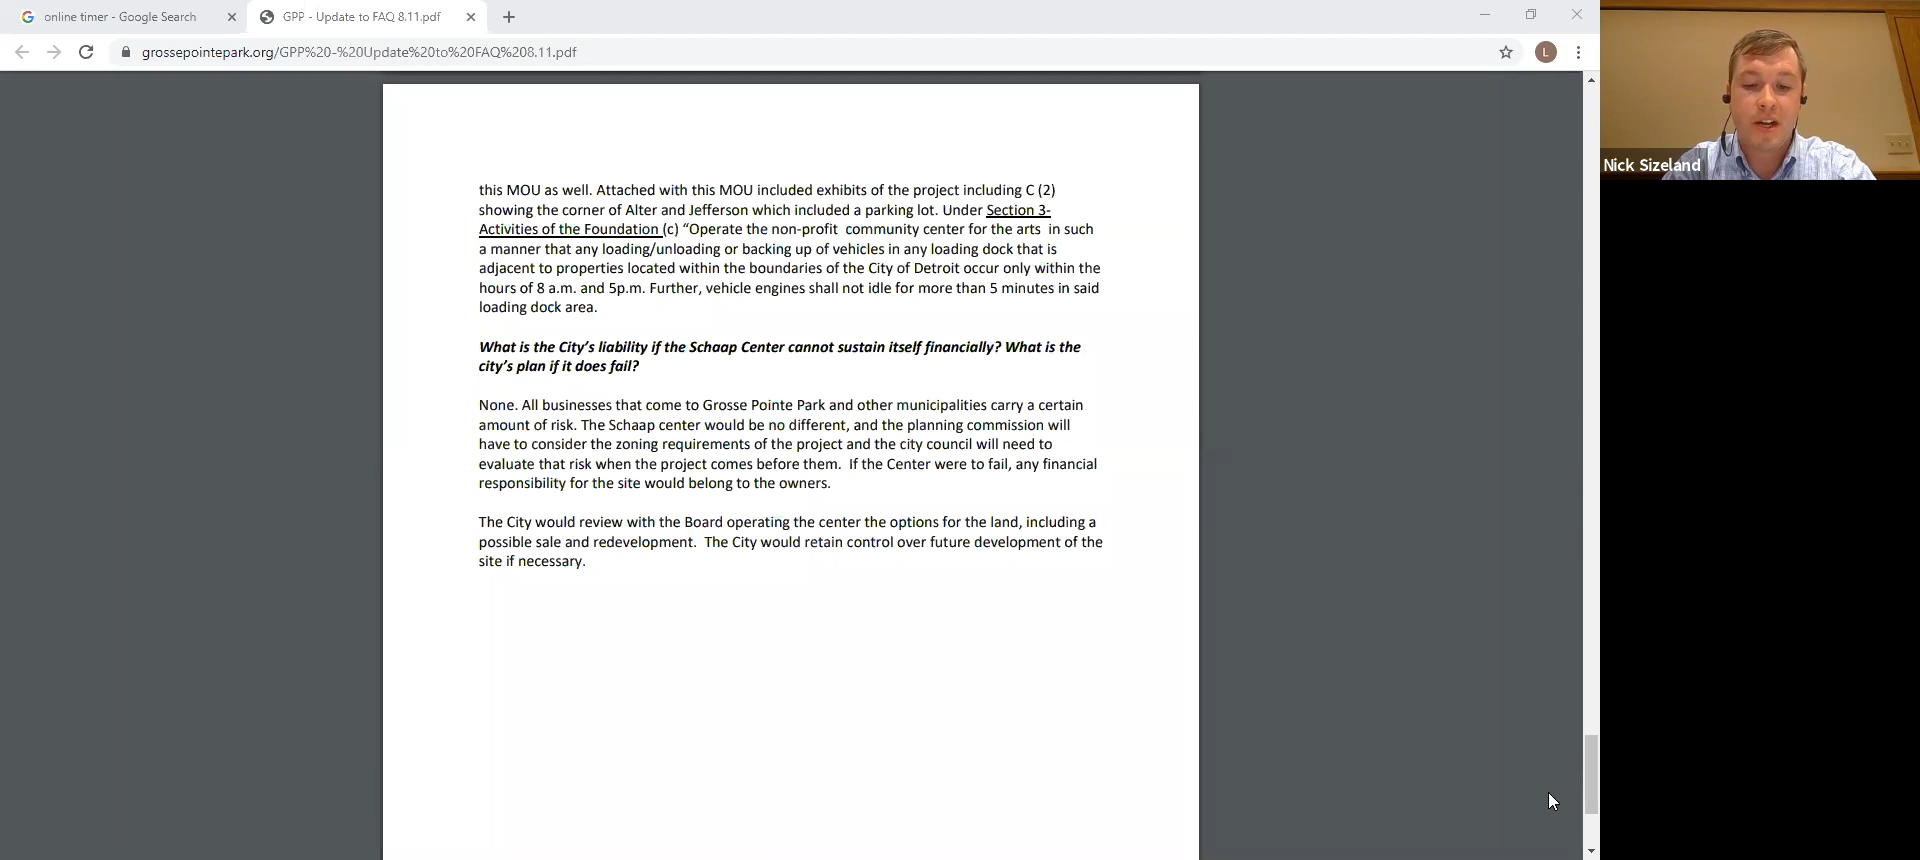 online timer - Google Search
GPP - Update to FAQ 8.11.pdf
grossepointepark.org/GPP%20-%20Update%20to%20FAQ%208.11.pdf
L
Nick Sizeland
this MOU as well. Attached with this MOU included exhibits of the project including C (2)
showing the corner of Alter and Jefferson which included a parking lot. Under Section 3-
Activities of the Foundation (c) “Operate the non-profit  community center for the arts  in such
a manner that any loading/unloading or backing up of vehicles in any loading dock that is
adjacent to properties located within the boundaries of the City of Detroit occur only within the
hours of 8 a.m. and 5p.m. Further, vehicle engines shall not idle for more than 5 minutes in said
loading dock area.
What is the City’s liability if the Schaap Center cannot sustain itself financially? What is the
city’s plan if it does fail?
None. All businesses that come to Grosse Pointe Park and other municipalities carry a certain
amount of risk. The Schaap center would be no different, and the planning commission will
have to consider the zoning requirements of the project and the city council will need to
evaluate that risk when the project comes before them.  If the Center were to fail, any financial
responsibility for the site would belong to the owners.
The City would review with the Board operating the center the options for the land, including a
possible sale and redevelopment.  The City would retain control over future development of the
site if necessary.